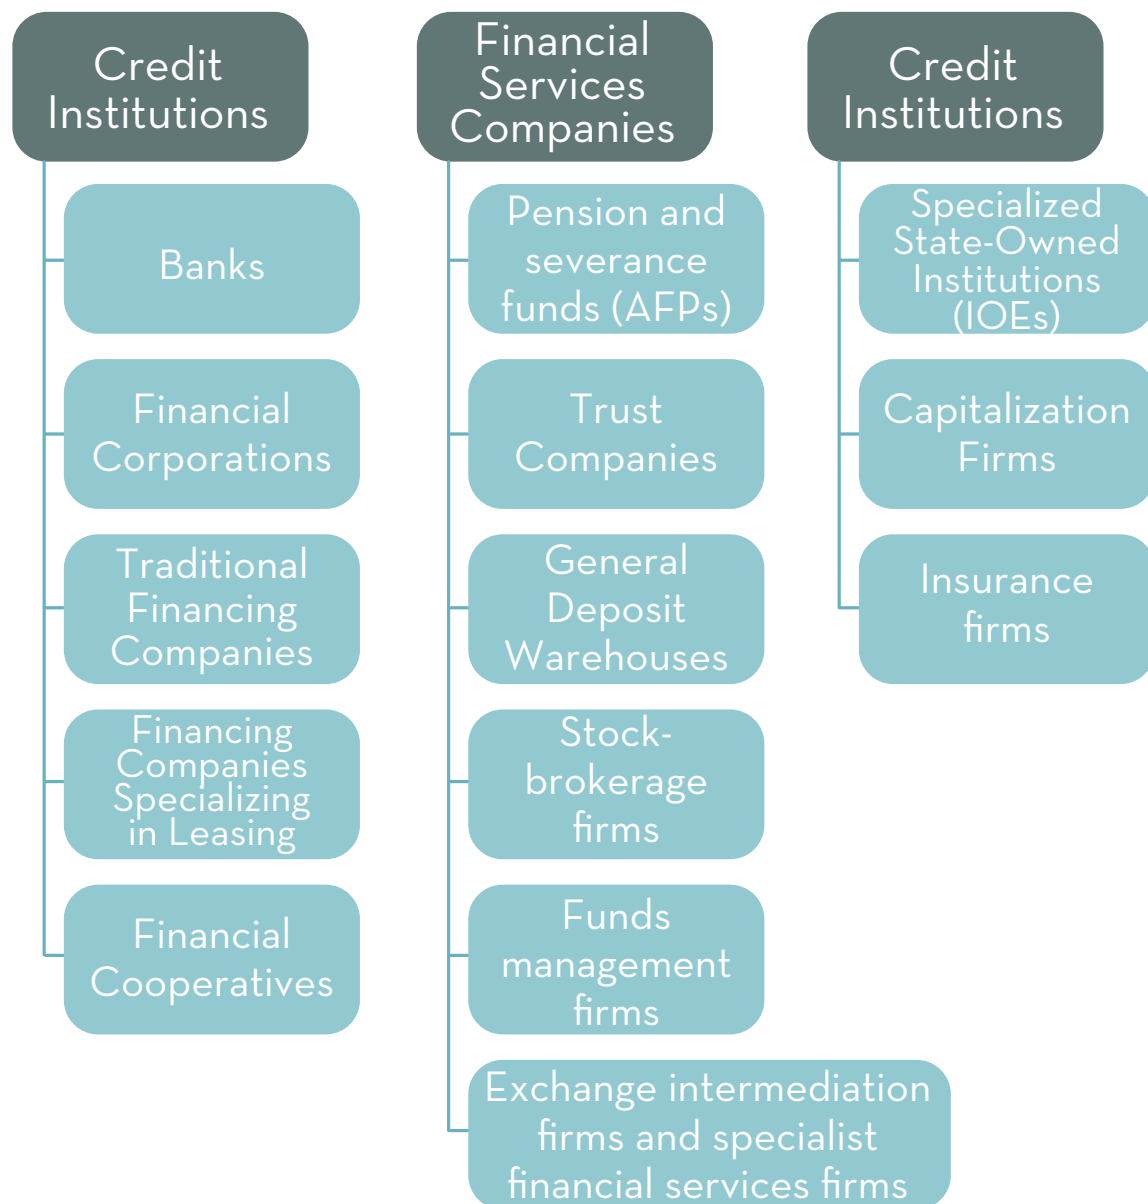 Credit
Institutions
Banks
Financial
Corporations
Traditional
Financing
Companies
Financing
Companies
Specializing
in Leasing
Financial
Cooperatives
Financial
Services
Companies
Pension and
severance
funds (AFPs)
Trust
Companies
General
Deposit
Warehouses
Stock-
brokerage
firms
Funds
management
firms
Exchange intermediation
firms and specialist
financial services firms
Credit
Institutions
Specialized
State-Owned
Institutions
(IOEs)
Capitalization
Firms
Insurance
firms